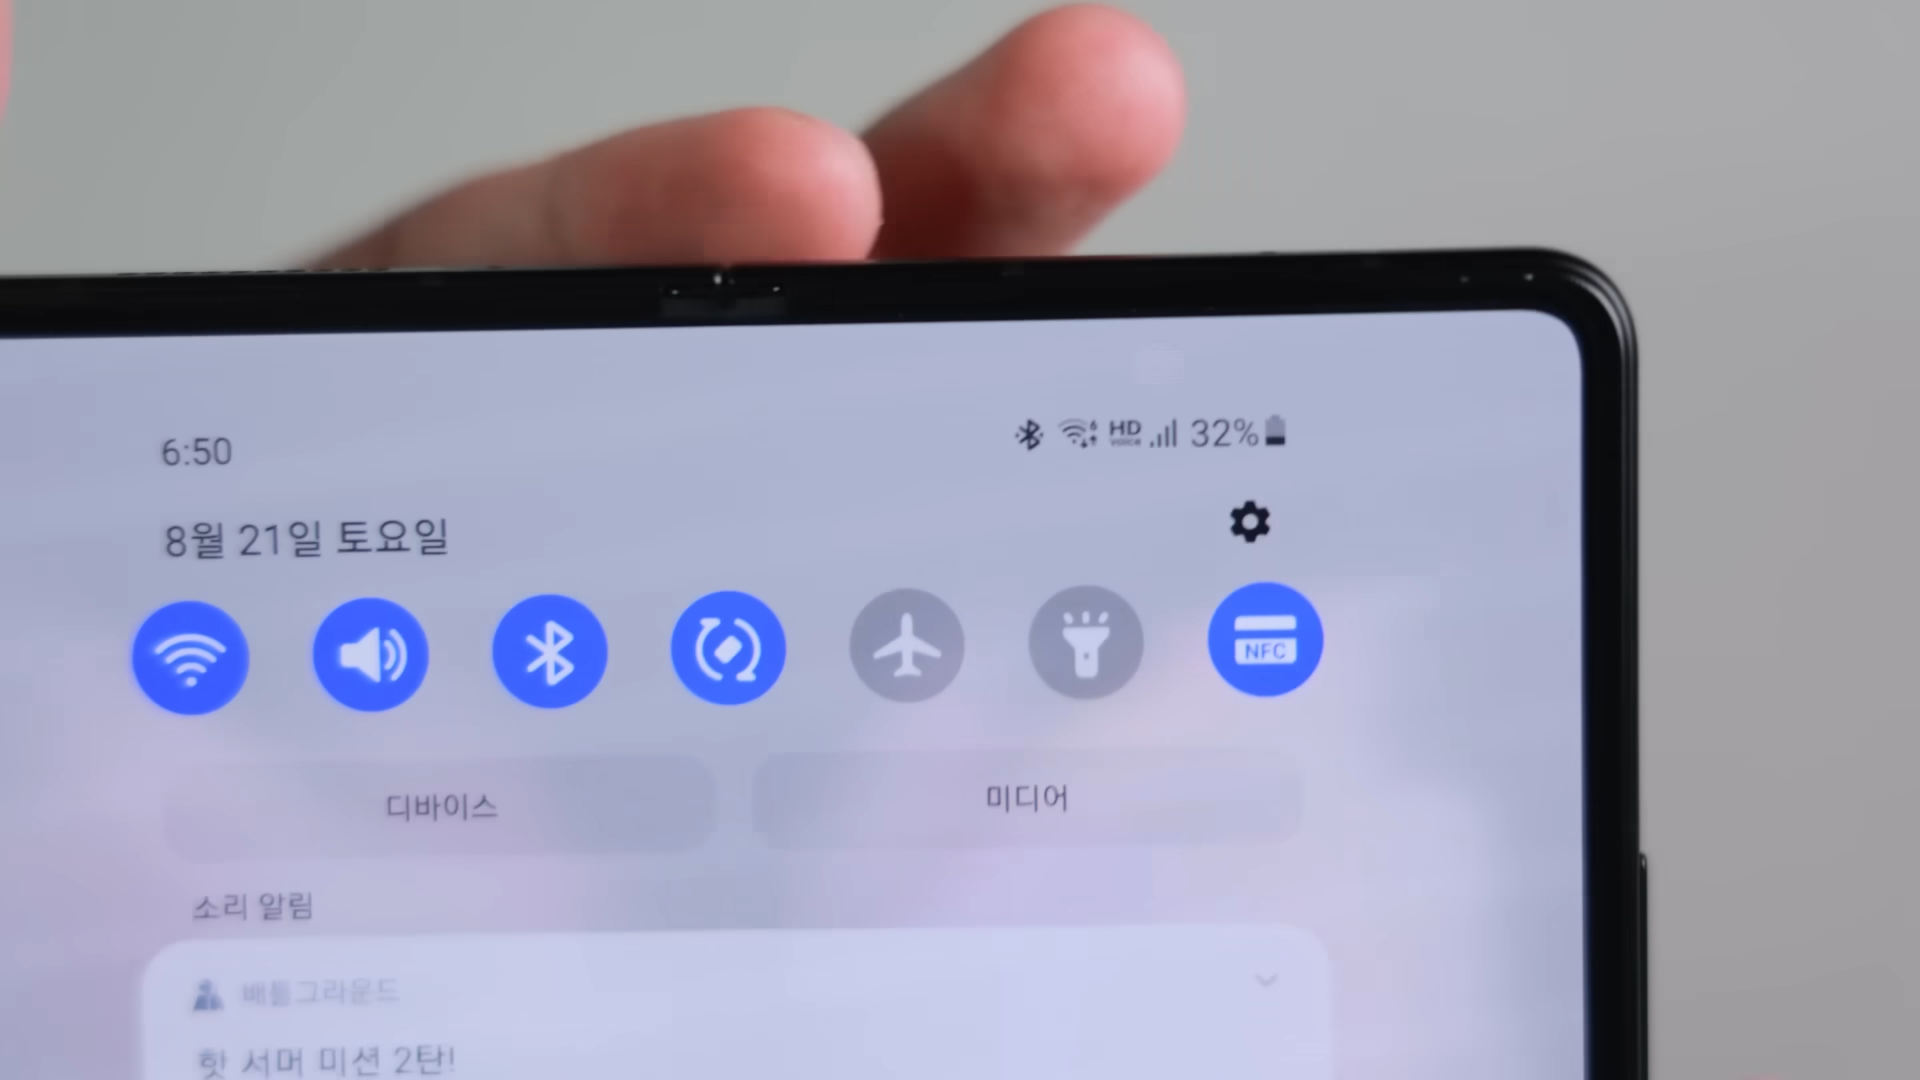 6:50
HD VOICE 32%
8월 21일 토요일
NFC
디바이스
미디어
소리 알림
배틀그라운드
핫 서머 미션 2탄!